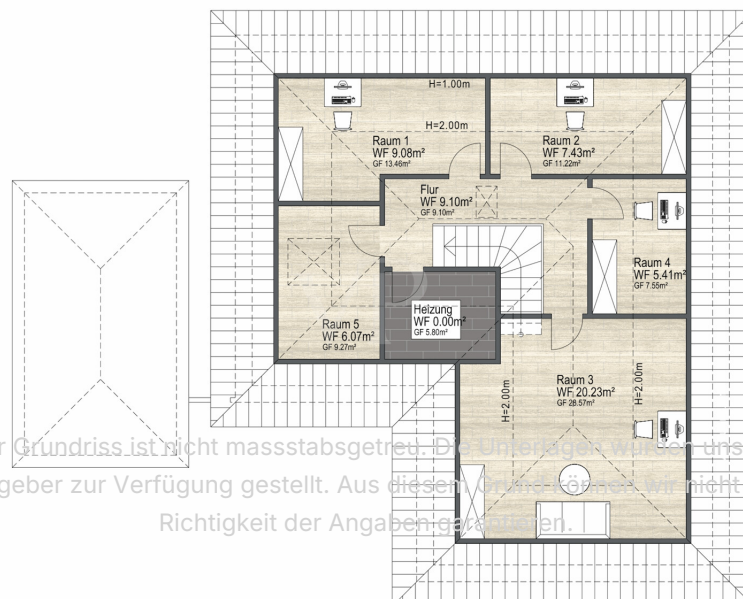 H=1.00m
H=2.00m
Raum 1
WF 9.08m²
GF 13.46m²
Raum 2
WF 7.43m²
GF 11.22m²
Flur
WF 9.10m²
GF 9.10m²
Raum 4
WF 5.41m²
GF 7.55m²
Heizung
WF 0.00m²
GF 5.80m²
Raum 5
WF 6.07m²
GF 9.27m²
Raum 3
WF 20.23m²
GF 28.57m²
H=2.00m
H=2.00m
r Grundriss ist nicht massstabsgetreu. Die Unterlagen wurden uns
geber zur Verfügung gestellt. Aus diesem Grund können wir nicht
Richtigkeit der Angaben garantieren.